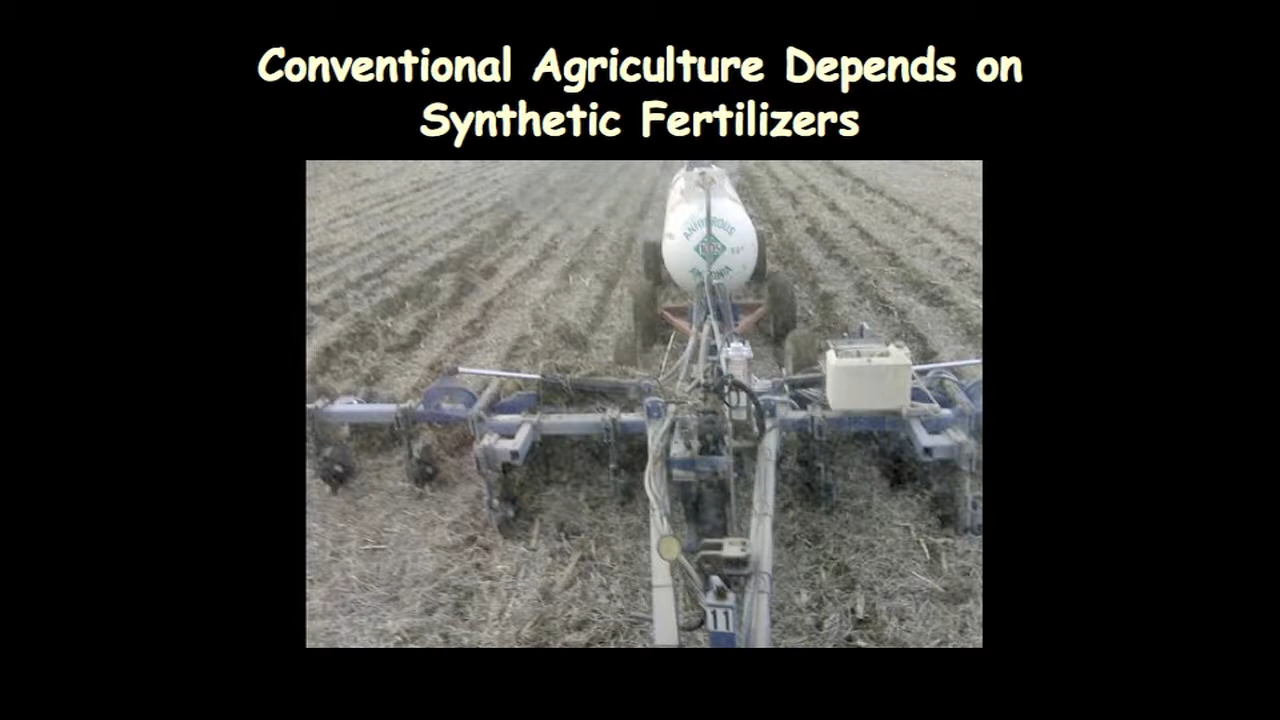 Conventional Agriculture Depends on
Synthetic Fertilizers
ANHYDROUS
AMMONIA
11